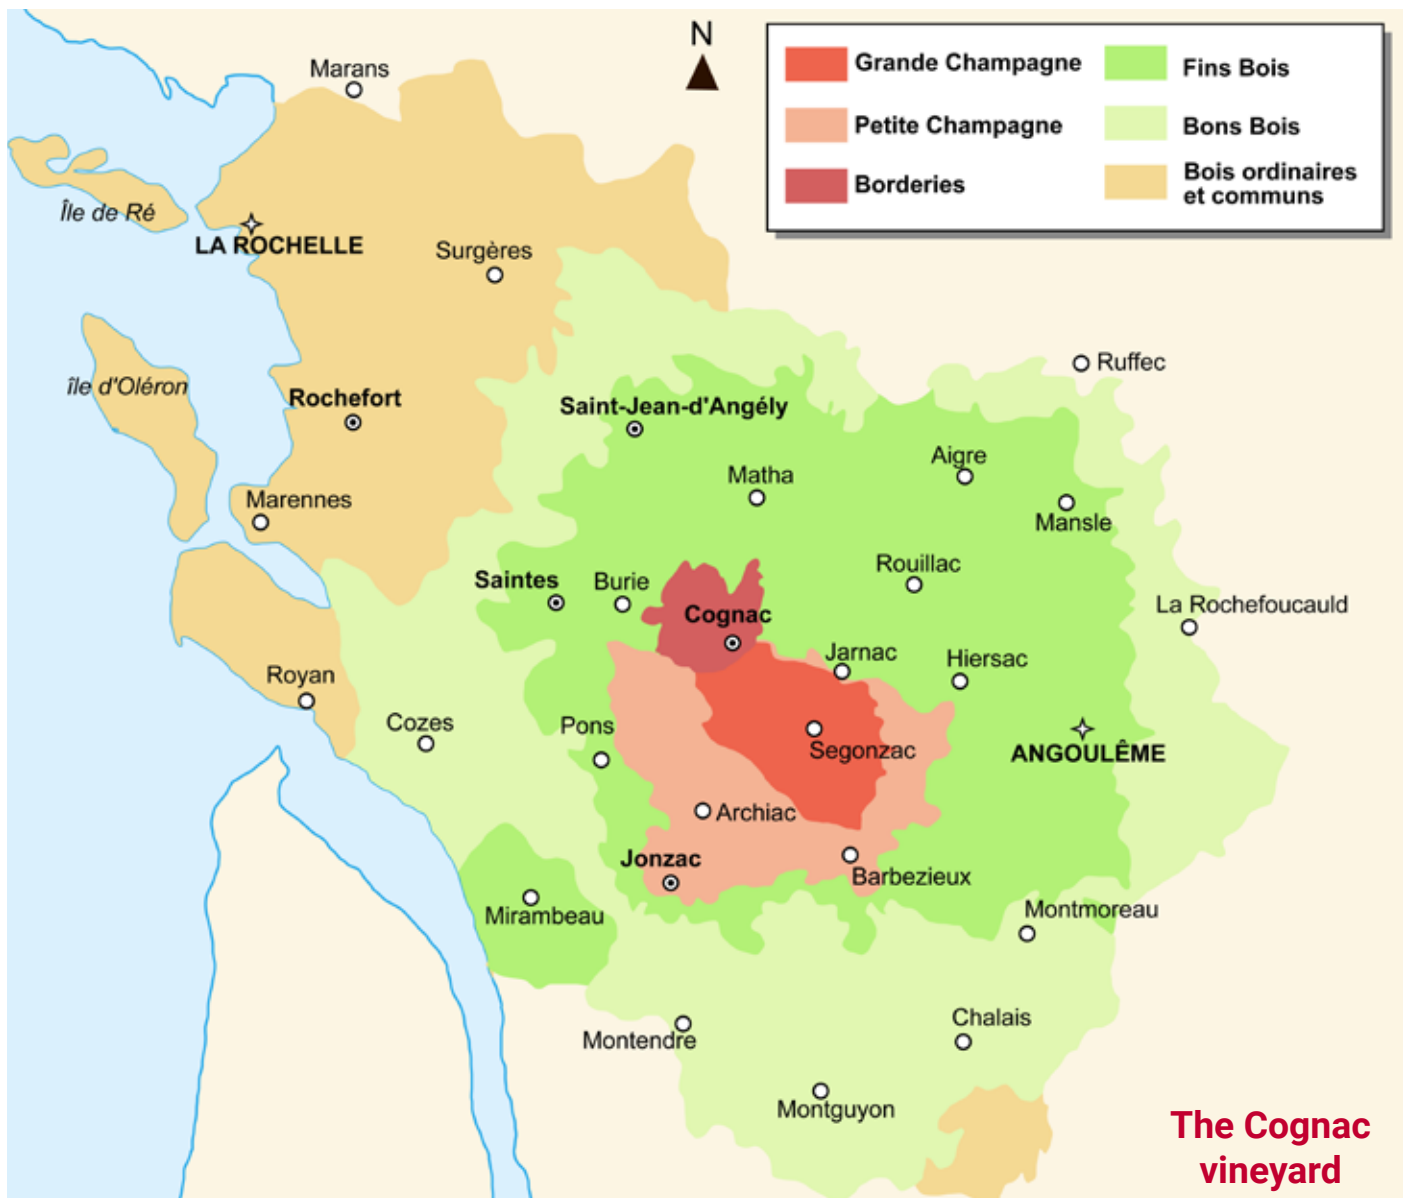 N
Grande Champagne
Petite Champagne
Borderies
Fins Bois
Bons Bois
Bois ordinaires
et communs
Marans
Île de Ré
LA ROCHELLE
Surgères
île d'Oléron
Rochefort
Saint-Jean-d'Angély
Ruffec
Aigre
Matha
Marennes
Mansle
Saintes
Burie
Rouillac
Cognac
La Rochefoucauld
Jarnac
Hiersac
Royan
Cozes
Pons
Segonzac
ANGOULÊME
Archiac
Jonzac
Barbezieux
Mirambeau
Montmoreau
Montendre
Chalais
Montguyon
The Cognac
vineyard